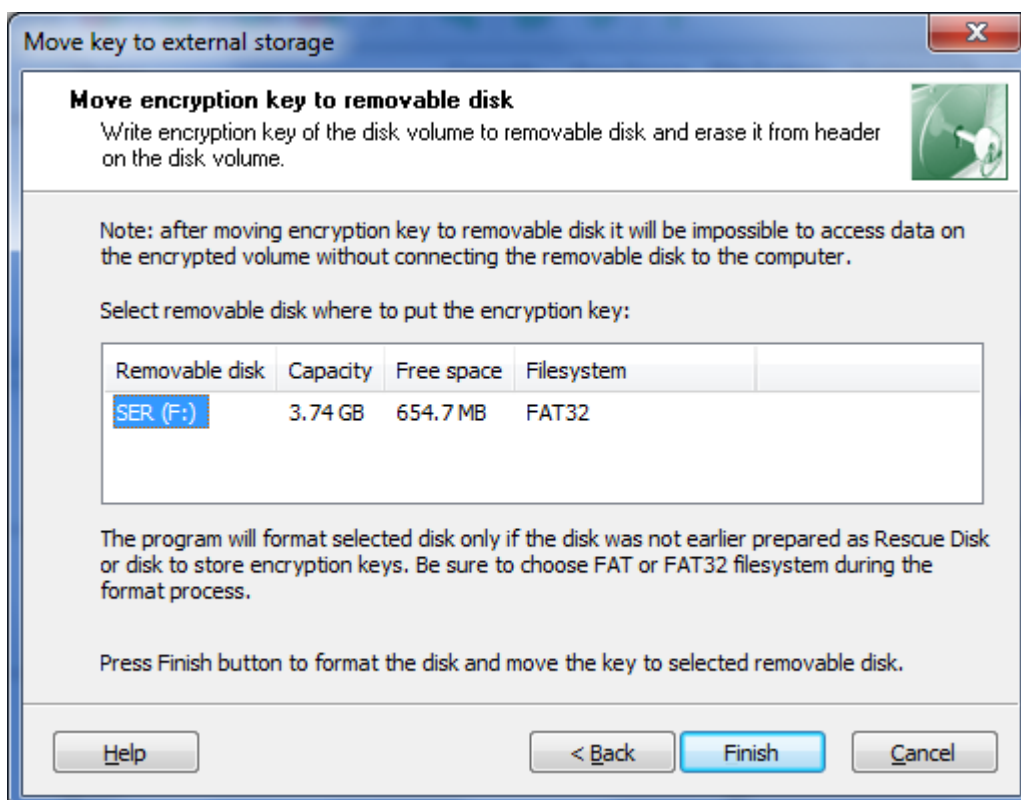 Move key to external storage
Move encryption key to removable disk
Write encryption key of the disk volume to removable disk and erase it from header
on the disk volume.
Note: after moving encryption key to removable disk it will be impossible to access data on
the encrypted volume without connecting the removable disk to the computer.
Select removable disk where to put the encryption key:
Removable disk Capacity Free space Filesystem
SER (F:) 3.74 GB 654.7 MB FAT32
The program will format selected disk only if the disk was not earlier prepared as Rescue Disk
or disk to store encryption keys. Be sure to choose FAT or FAT32 filesystem during the
format process.
Press Finish button to format the disk and move the key to selected removable disk.
Help < Back Finish Cancel